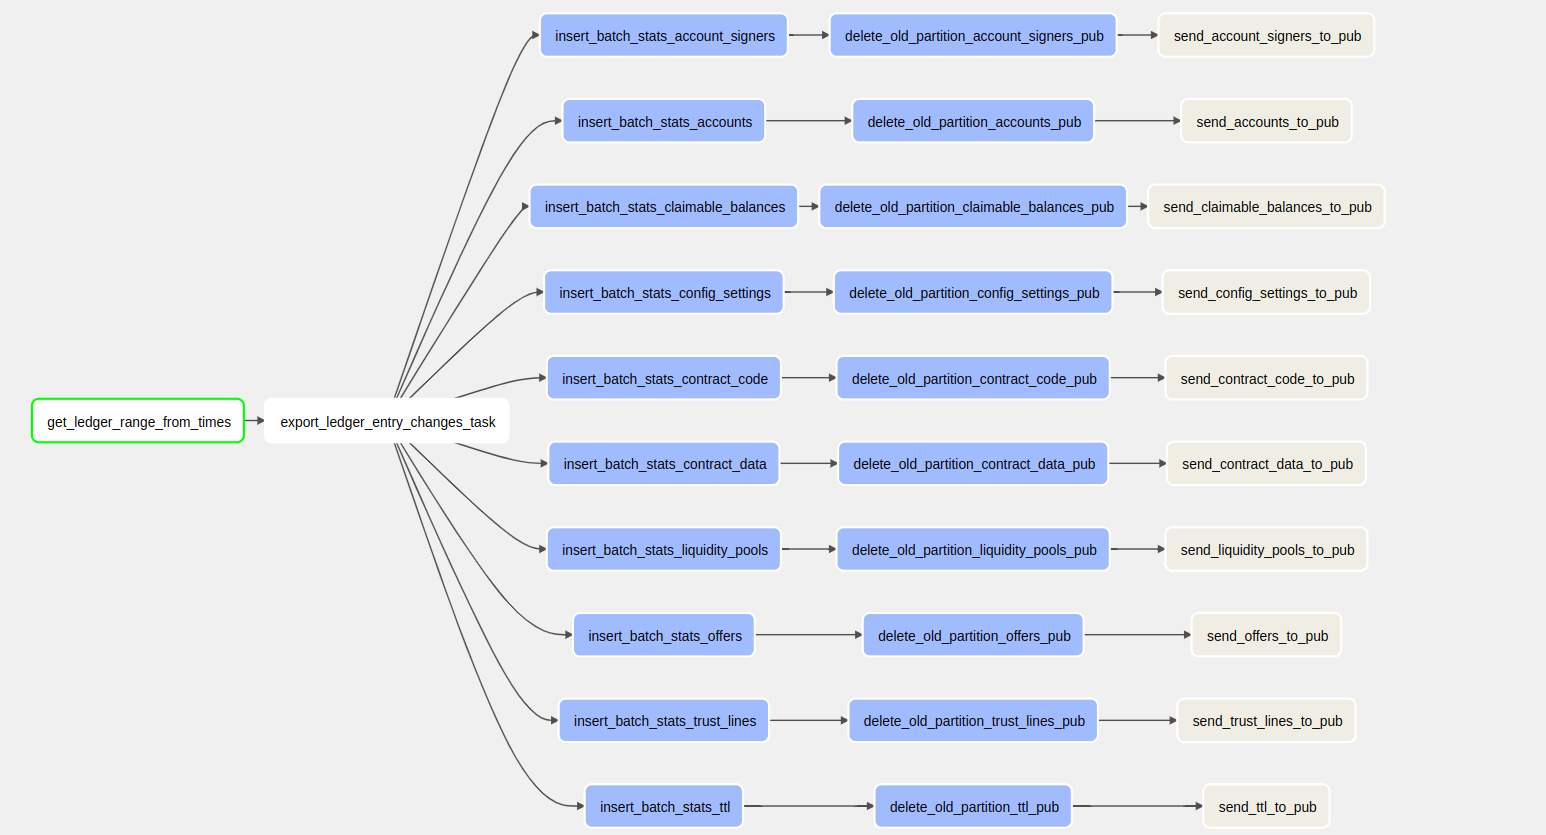 get_ledger_range_from_times
export_ledger_entry_changes_task
insert_batch_stats_account_signers
delete_old_partition_account_signers_pub
send_account_signers_to_pub
insert_batch_stats_accounts
delete_old_partition_accounts_pub
send_accounts_to_pub
insert_batch_stats_claimable_balances
delete_old_partition_claimable_balances_pub
send_claimable_balances_to_pub
insert_batch_stats_config_settings
delete_old_partition_config_settings_pub
send_config_settings_to_pub
insert_batch_stats_contract_code
delete_old_partition_contract_code_pub
send_contract_code_to_pub
insert_batch_stats_contract_data
delete_old_partition_contract_data_pub
send_contract_data_to_pub
insert_batch_stats_liquidity_pools
delete_old_partition_liquidity_pools_pub
send_liquidity_pools_to_pub
insert_batch_stats_offers
delete_old_partition_offers_pub
send_offers_to_pub
insert_batch_stats_trust_lines
delete_old_partition_trust_lines_pub
send_trust_lines_to_pub
insert_batch_stats_ttl
delete_old_partition_ttl_pub
send_ttl_to_pub